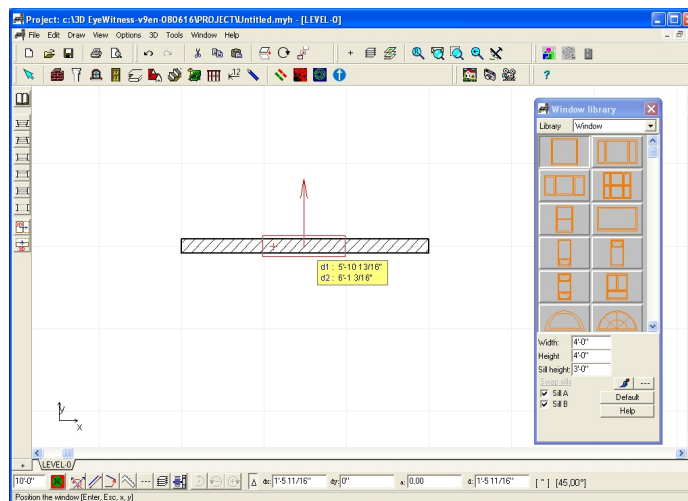 Project: c:\3D EyeWitness-v9en-080616\PROJECT\Untitled.myh - [LEVEL-0]
File Edit Draw View Options 3D Tools Window Help
12
?
Window library
Library Window
d1 : 5'-10 13/16"
d2 : 6'-1 3/16"
Width: 4'-0"
Height 4'-0"
Sill height: 3'-0"
Swap sills
Sill A
Sill B
Default
Help
y
x
LEVEL-0
10'-0" dx: 1'-5 11/16" dy: 0" a: 0,00 d: 1'-5 11/16" [ " ] [45,00°]
Position the window [Enter, Esc, x, y]